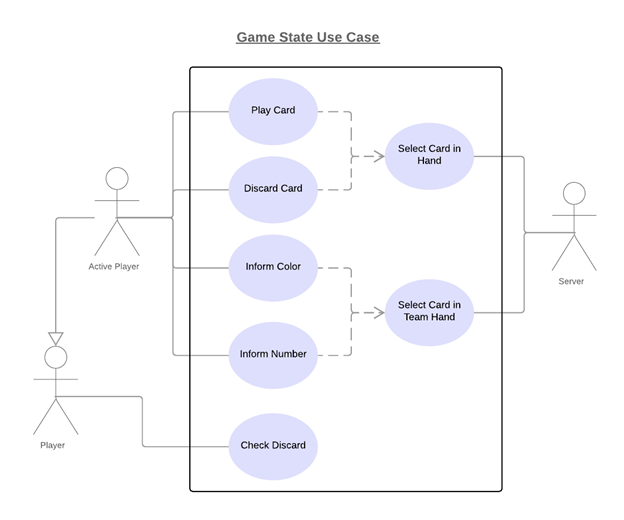 Game State Use Case
Play Card
Select Card in
Hand
Discard Card
Active Player
Inform Color
Server
Select Card in
Team Hand
Inform Number
Player
Check Discard